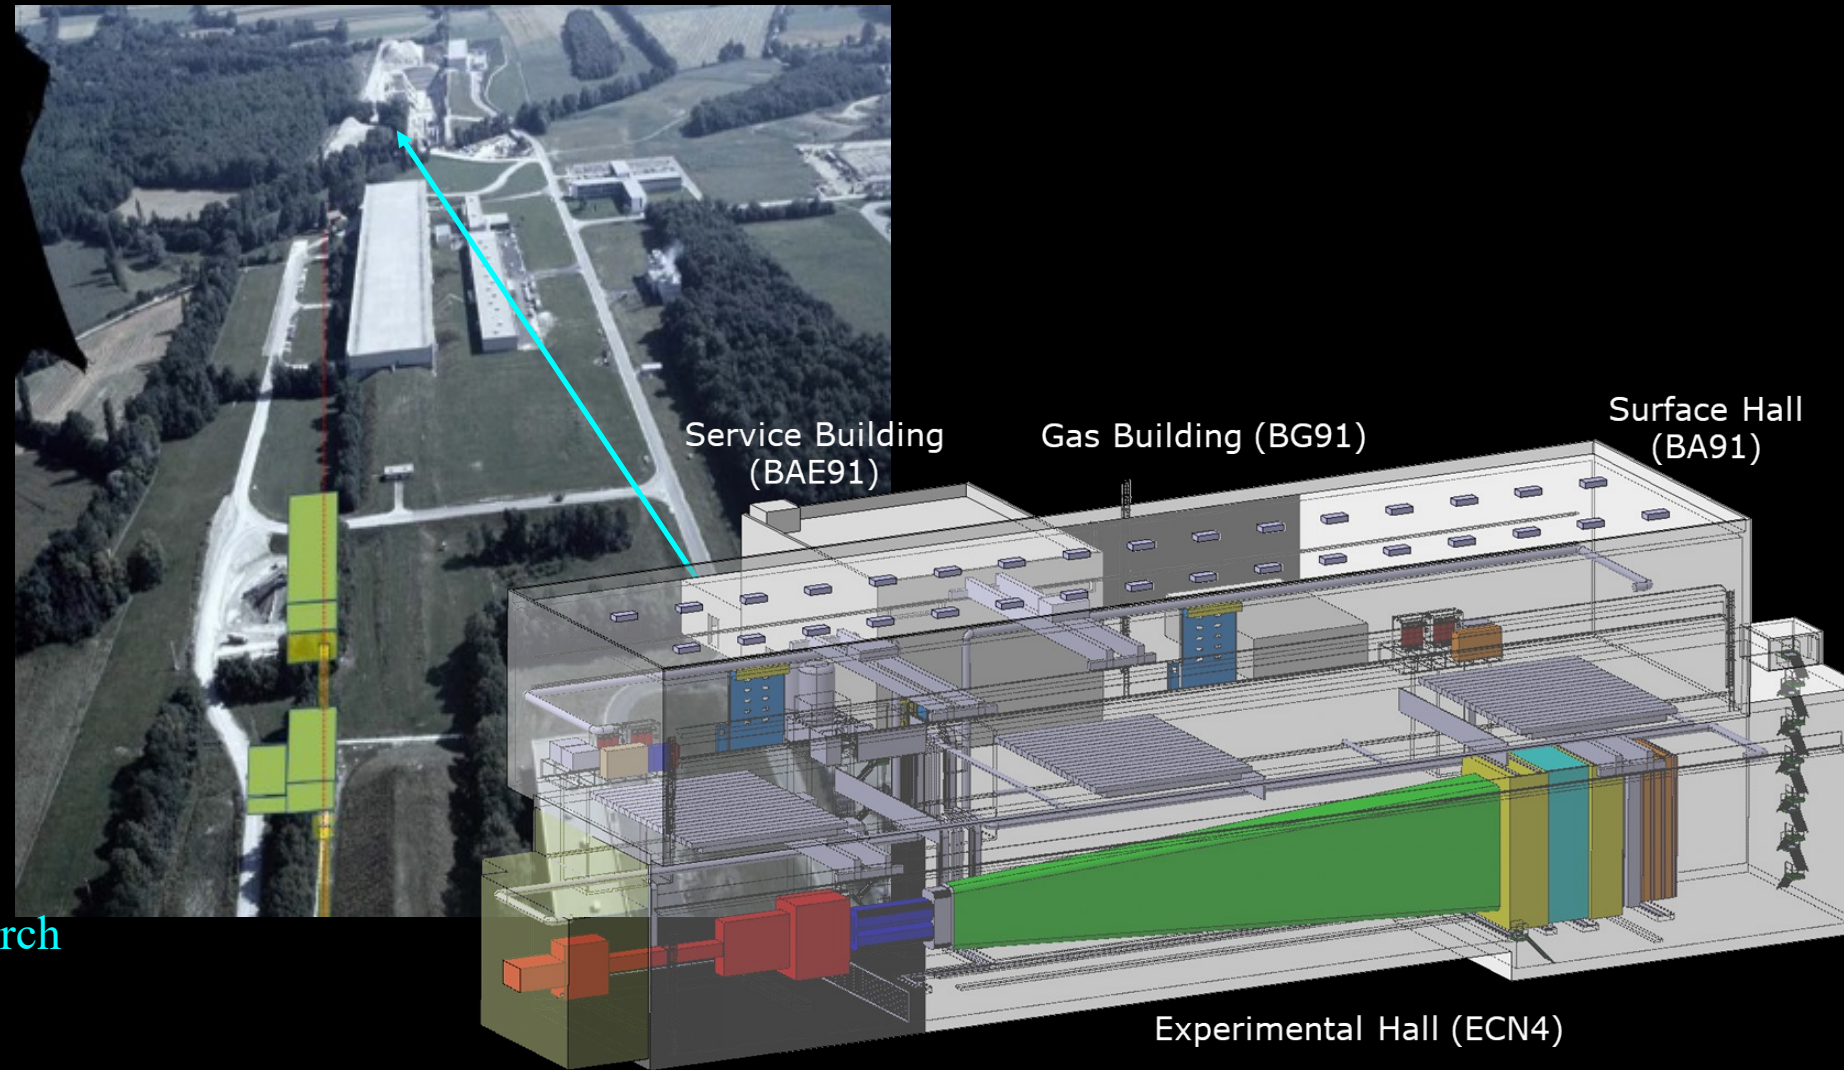 Service Building
(BAE91)
Gas Building (BG91)
Surface Hall
(BA91)
rch
Experimental Hall (ECN4)